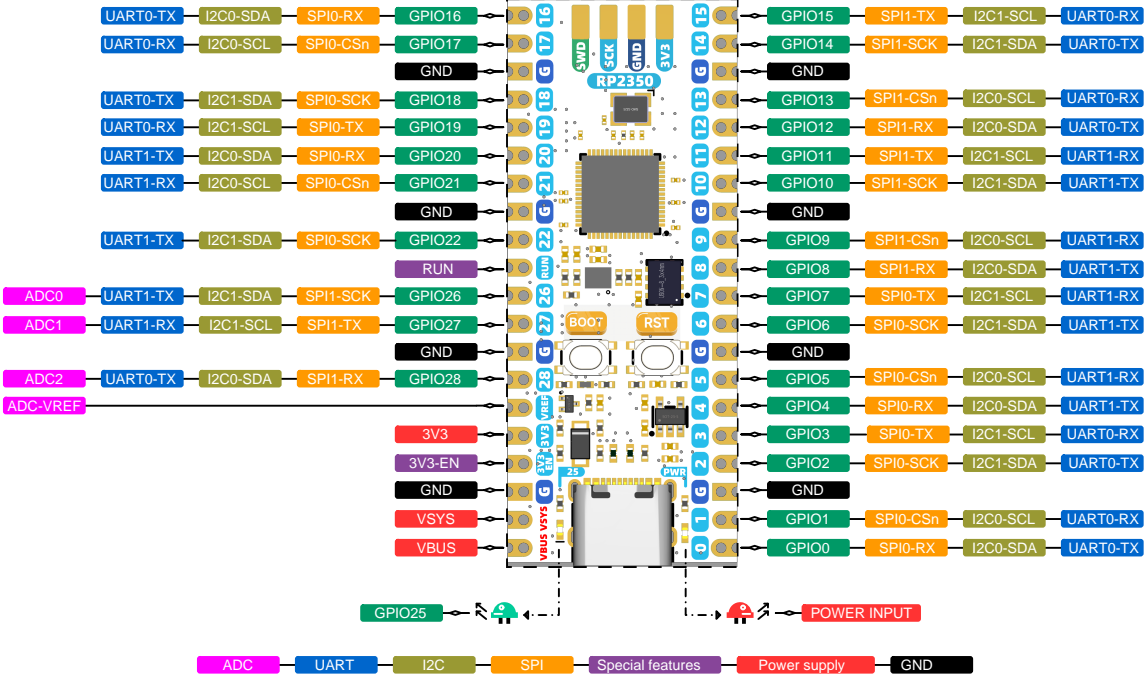 UART0-TX I2C0-SDA SPI0-RX GPIO16 16 15 GPIO15 SPI1-TX I2C1-SCL UART0-RX
UART0-RX I2C0-SCL SPI0-CSn GPIO17 17 SWD SCK GND 3V3 14 GPIO14 SPI1-SCK I2C1-SDA UART0-TX
GND G G GND
RP2350
UART0-TX I2C1-SDA SPI0-SCK GPIO18 18 13 GPIO13 SPI1-CSn I2C0-SCL UART0-RX
UART0-RX I2C1-SCL SPI0-TX GPIO19 19 12 GPIO12 SPI1-RX I2C0-SDA UART0-TX
UART1-TX I2C0-SDA SPI0-RX GPIO20 20 11 GPIO11 SPI1-TX I2C1-SCL UART1-RX
UART1-RX I2C0-SCL SPI0-CSn GPIO21 21 10 GPIO10 SPI1-SCK I2C1-SDA UART1-TX
GND G G GND
UART1-TX I2C1-SDA SPI0-SCK GPIO22 22 9 GPIO9 SPI1-CSn I2C0-SCL UART1-RX
RUN RUN 8 GPIO8 SPI1-RX I2C0-SDA UART1-TX
ADC0 UART1-TX I2C1-SDA SPI1-SCK GPIO26 26 7 GPIO7 SPI0-TX I2C1-SCL UART1-RX
ADC1 UART1-RX I2C1-SCL SPI1-TX GPIO27 27 BOOT RST 6 GPIO6 SPI0-SCK I2C1-SDA UART1-TX
GND G G GND
ADC2 UART0-TX I2C0-SDA SPI1-RX GPIO28 28 5 GPIO5 SPI0-CSn I2C0-SCL UART1-RX
ADC-VREF VREF 4 GPIO4 SPI0-RX I2C0-SDA UART1-TX
3V3 3V3 3 GPIO3 SPI0-TX I2C1-SCL UART0-RX
3V3-EN 3V3 EN 2 GPIO2 SPI0-SCK I2C1-SDA UART0-TX
25 PWR
GND G G GND
VSYS VSYS 1 GPIO1 SPI0-CSn I2C0-SCL UART0-RX
VBUS VBUS 0 GPIO0 SPI0-RX I2C0-SDA UART0-TX
GPIO25 POWER INPUT
ADC UART I2C SPI Special features Power supply GND